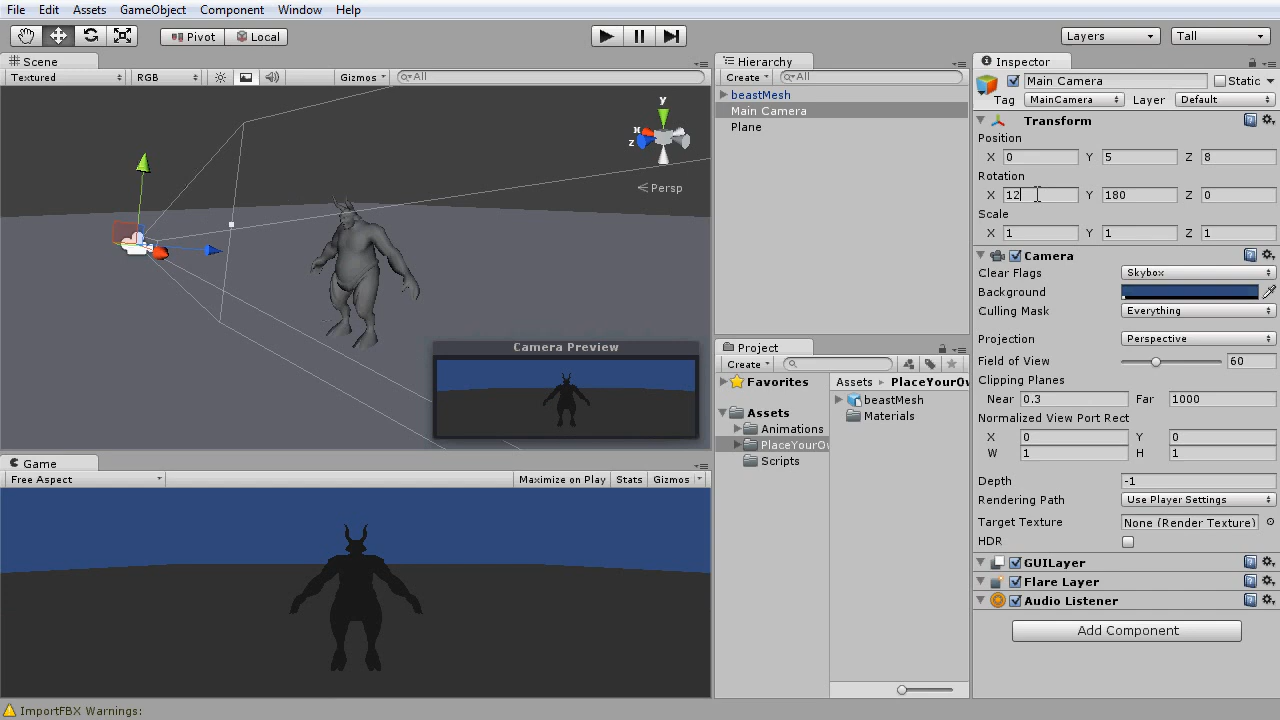 File Edit Assets GameObject Component Window Help
Pivot Local Layers Tall
Scene
Textured RGB Gizmos All
y
x
z
Persp
Camera Preview
Game
Free Aspect Maximize on Play Stats Gizmos
Hierarchy
Create All
beastMesh
Main Camera
Plane
Project
Create
Favorites
Assets
Animations
PlaceYourOw
Scripts
Assets PlaceYourOw
beastMesh
Materials
Inspector
Main Camera Static
Tag MainCamera Layer Default
Transform
Position
X 0 Y 5 Z 8
Rotation
X 12 Y 180 Z 0
Scale
X 1 Y 1 Z 1
Camera
Clear Flags Skybox
Background
Culling Mask Everything
Projection Perspective
Field of View 60
Clipping Planes
Near 0.3 Far 1000
Normalized View Port Rect
X 0 Y 0
W 1 H 1
Depth -1
Rendering Path Use Player Settings
Target Texture None (Render Texture)
HDR
GUILayer
Flare Layer
Audio Listener
Add Component
ImportFBX Warnings: